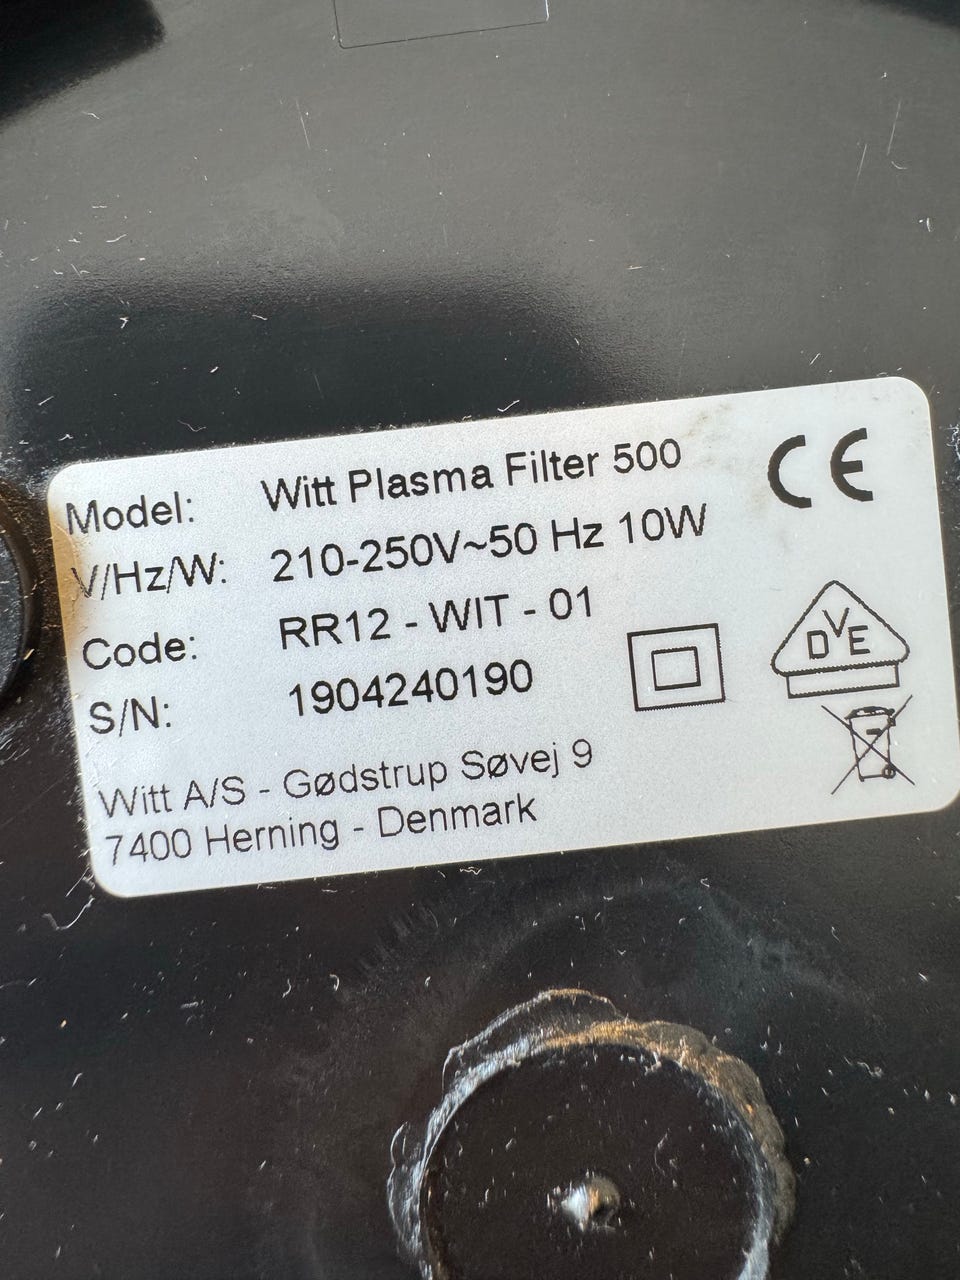 Model: Witt Plasma Filter 500
V/Hz/W: 210-250V~50 Hz 10W
Code: RR12 - WIT - 01
S/N: 1904240190
Witt A/S - Gødstrup Søvej 9
7400 Herning - Denmark
CE
DVE